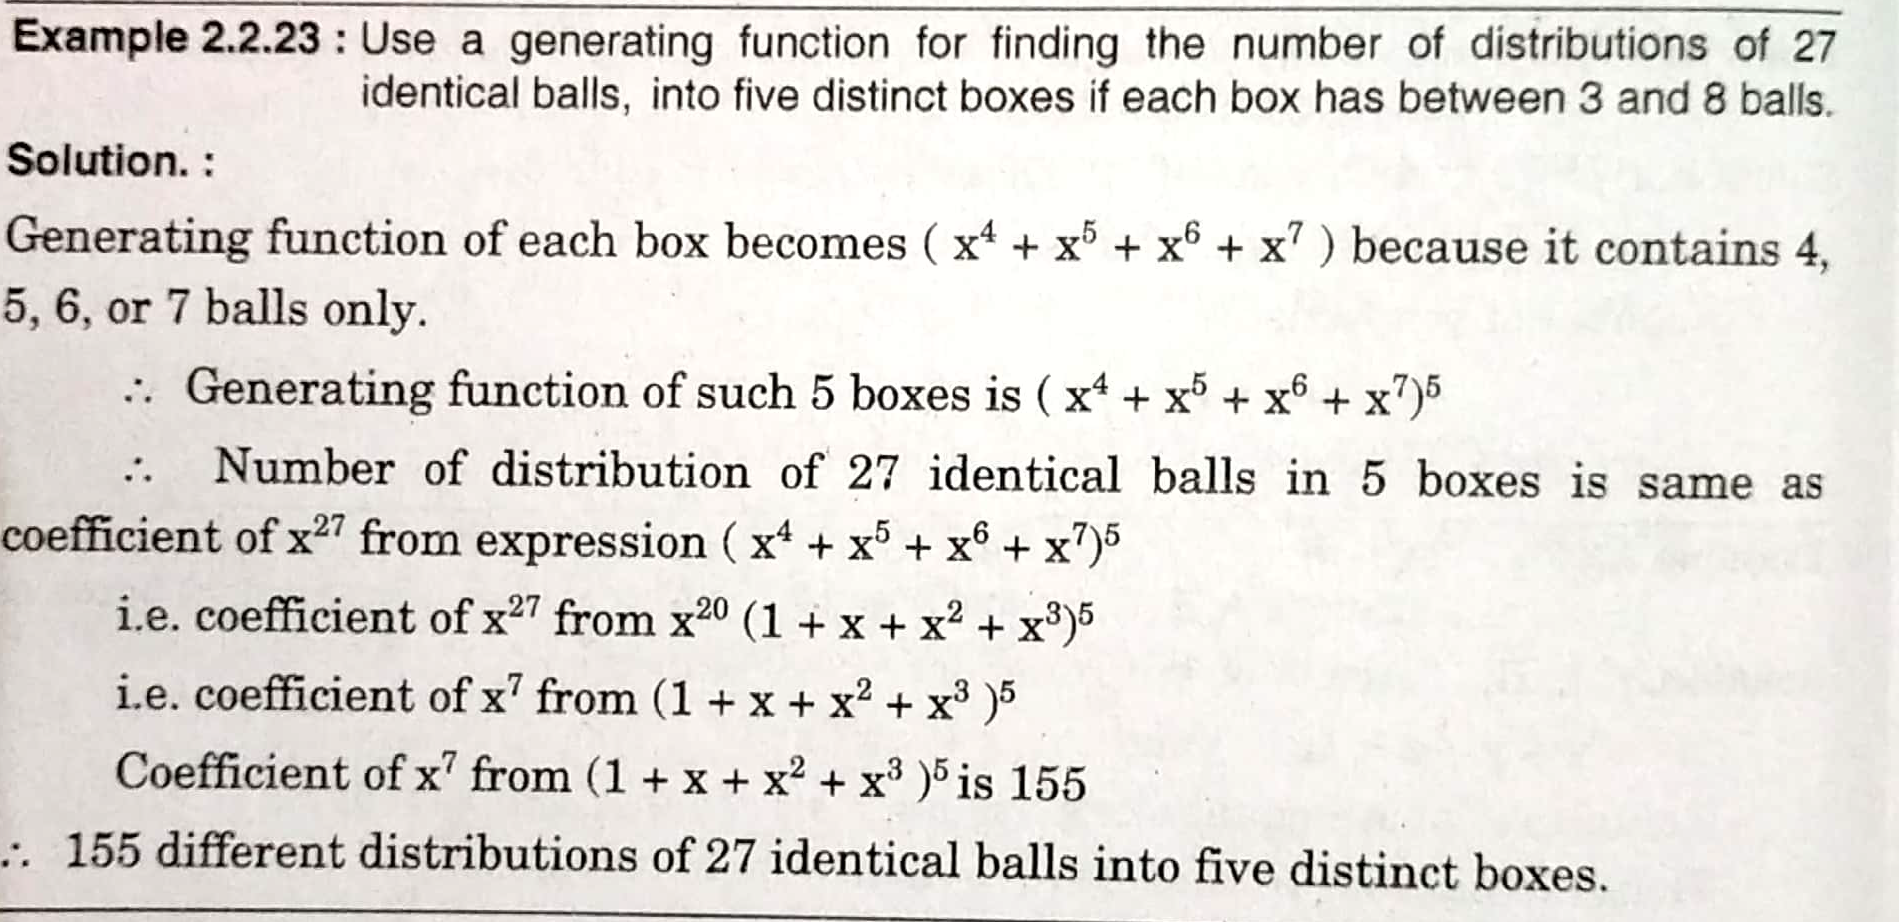 Example 2.2.23 : Use a generating function for finding the number of distributions of 27
identical balls, into five distinct boxes if each box has between 3 and 8 balls.
Solution. :
Generating function of each box becomes ( x⁴ + x⁵ + x⁶ + x⁷ ) because it contains 4,
5, 6, or 7 balls only.
∴ Generating function of such 5 boxes is ( x⁴ + x⁵ + x⁶ + x⁷)⁵
∴ Number of distribution of 27 identical balls in 5 boxes is same as
coefficient of x²⁷ from expression ( x⁴ + x⁵ + x⁶ + x⁷)⁵
i.e. coefficient of x²⁷ from x²⁰ (1 + x + x² + x³)⁵
i.e. coefficient of x⁷ from (1 + x + x² + x³ )⁵
Coefficient of x⁷ from (1 + x + x² + x³ )⁵ is 155
∴ 155 different distributions of 27 identical balls into five distinct boxes.